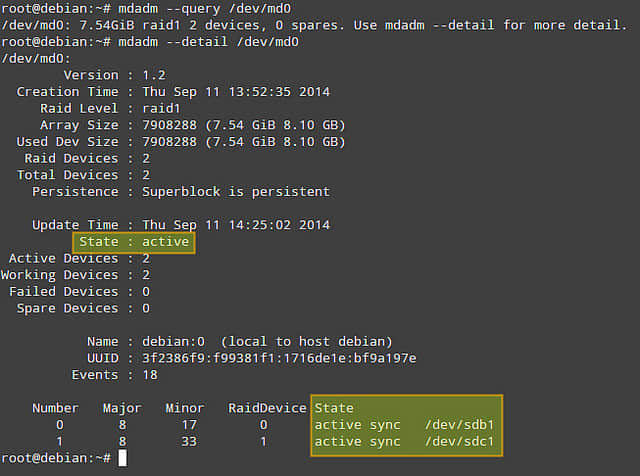 root@debian:~# mdadm --query /dev/md0
/dev/md0: 7.54GiB raid1 2 devices, 0 spares. Use mdadm --detail for more detail.
root@debian:~# mdadm --detail /dev/md0
/dev/md0:
Version : 1.2
Creation Time : Thu Sep 11 13:52:35 2014
Raid Level : raid1
Array Size : 7908288 (7.54 GiB 8.10 GB)
Used Dev Size : 7908288 (7.54 GiB 8.10 GB)
Raid Devices : 2
Total Devices : 2
Persistence : Superblock is persistent
Update Time : Thu Sep 11 14:25:02 2014
State : active
Active Devices : 2
Working Devices : 2
Failed Devices : 0
Spare Devices : 0
Name : debian:0  (local to host debian)
UUID : 3f2386f9:f99381f1:1716de1e:bf9a197e
Events : 18
Number   Major   Minor   RaidDevice State
0       8       17        0      active sync   /dev/sdb1
1       8       33        1      active sync   /dev/sdc1
root@debian:~#